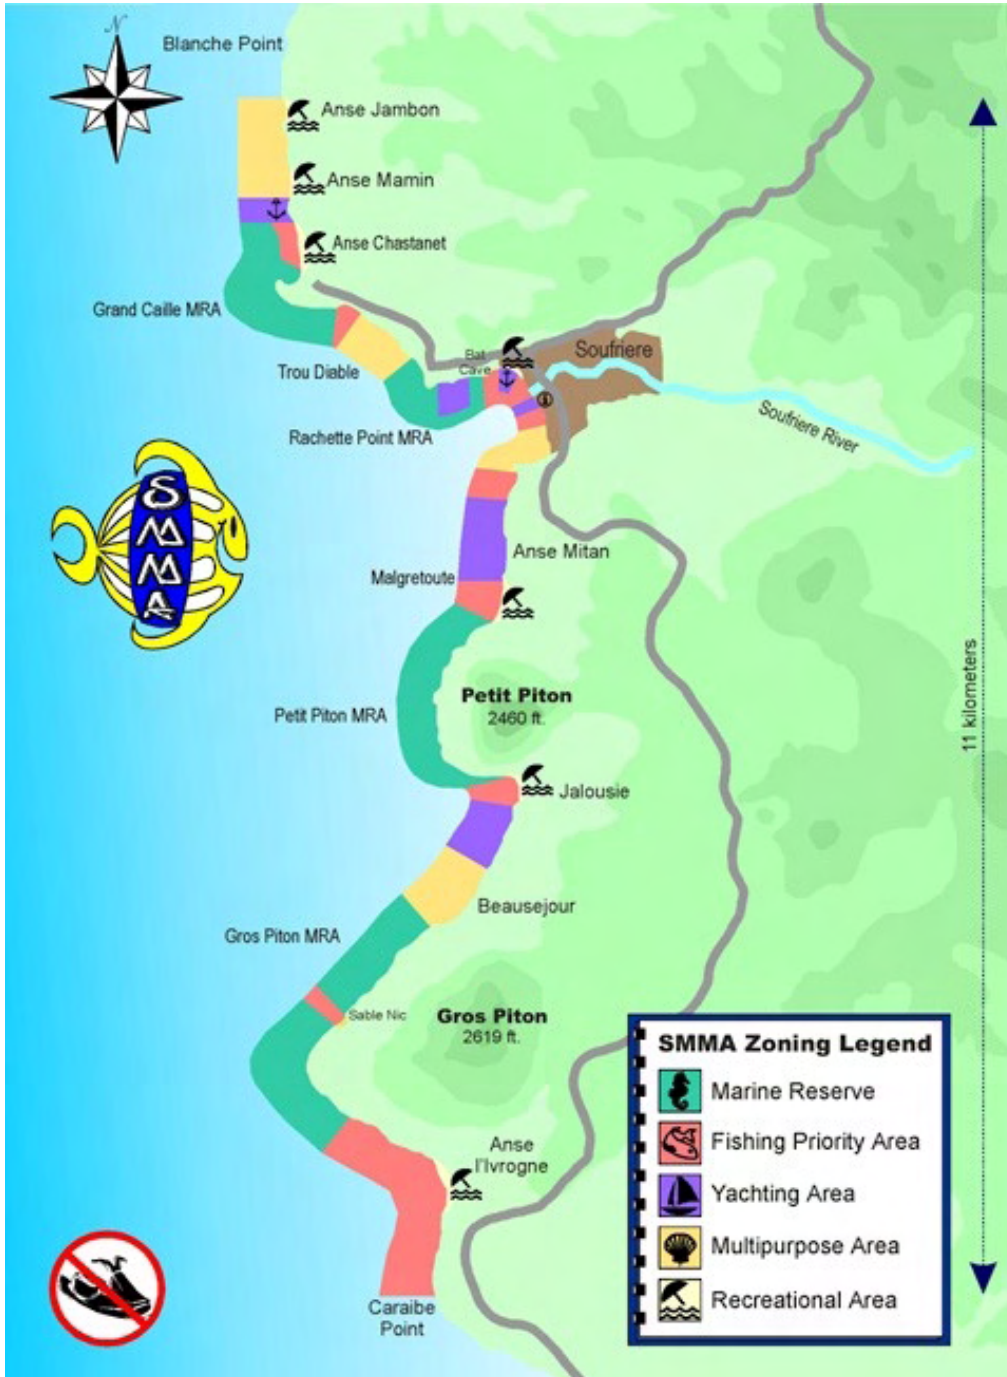 N
Blanche Point
Anse Jambon
Anse Mamin
Anse Chastanet
Grand Caille MRA
Trou Diable
Bat
Cave
Soufriere
Soufriere River
Rachette Point MRA
SMMA
Anse Mitan
Malgretoute
Petit Piton
2460 ft.
Petit Piton MRA
11 kilometers
Jalousie
Beausejour
Gros Piton MRA
Sable Nic
Gros Piton
2619 ft.
Anse
l'Ivrogne
Caraibe
Point
SMMA Zoning Legend
Marine Reserve
Fishing Priority Area
Yachting Area
Multipurpose Area
Recreational Area